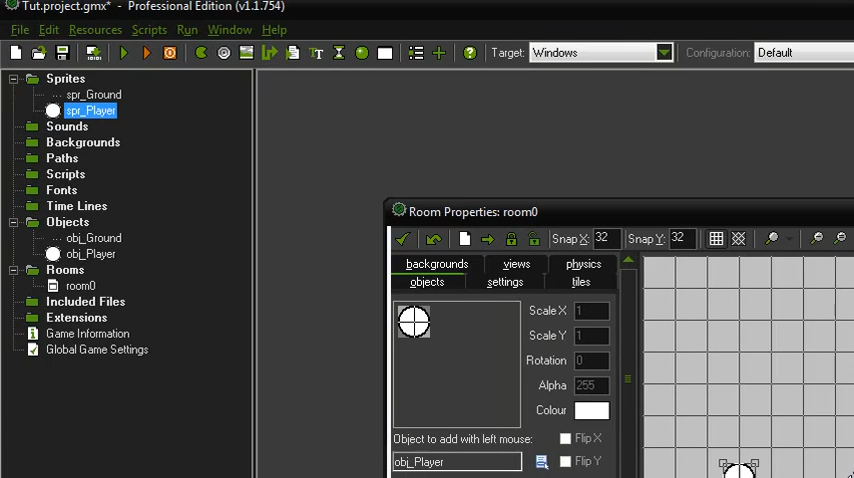 Tut.project.gmx* - Professional Edition (v1.1.754)
File Edit Resources Scripts Run Window Help
Target: Windows Configuration: Default
Sprites
spr_Ground
spr_Player
Sounds
Backgrounds
Paths
Scripts
Fonts
Time Lines
Objects
obj_Ground
obj_Player
Rooms
room0
Included Files
Extensions
Game Information
Global Game Settings
Room Properties: room0
Snap X: 32 Snap Y: 32
backgrounds views physics
objects settings tiles
Scale X 1
Scale Y 1
Rotation 0
Alpha 255
Colour
Object to add with left mouse: Flip X
obj_Player Flip Y